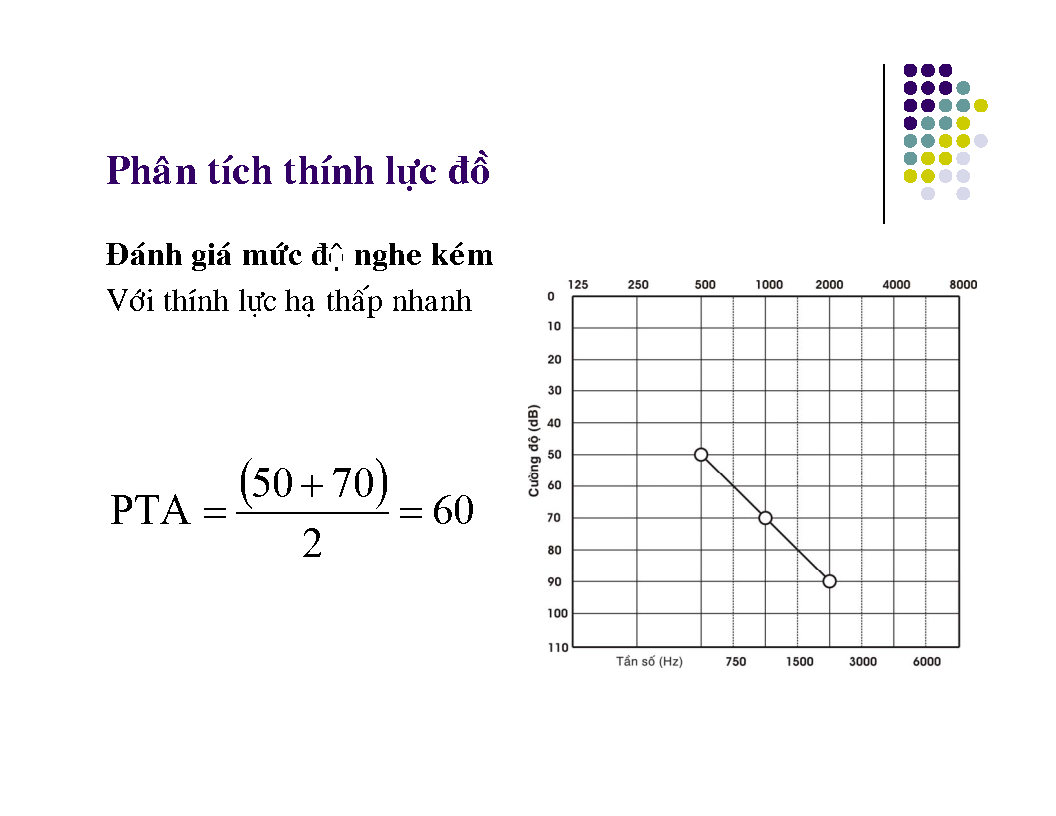 Phân tích thính lực đồ
Đánh giá mức độ nghe kém
Với thính lực hạ thấp nhanh
PTA = (50 + 70) / 2 = 60
125 250 500 1000 2000 4000 8000
0
10
20
30
40
50
60
70
80
90
100
110
Cường độ (dB)
Tần số (Hz) 750 1500 3000 6000